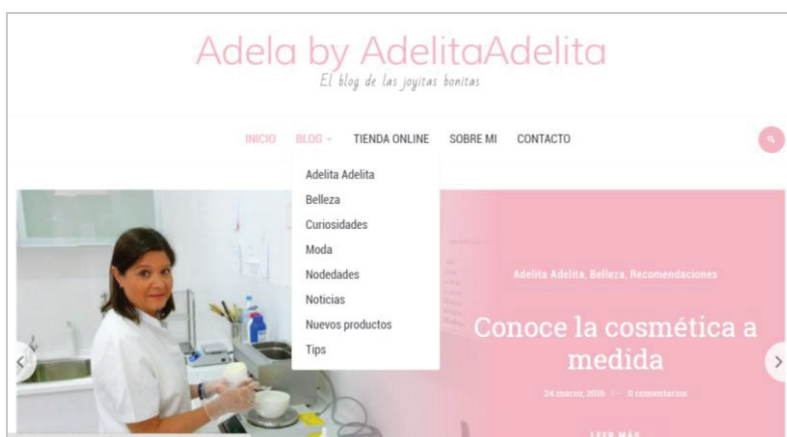 Adela by AdelitaAdelita
El blog de las joyitas bonitas
INICIO BLOG TIENDA ONLINE SOBRE MI CONTACTO
Adelita Adelita
Belleza
Curiosidades
Moda
Nodedades
Noticias
Nuevos productos
Tips
Adelita Adelita, Belleza, Recomendaciones
Conoce la cosmética a
medida
24 marzo, 2016 0 comentarios
LEER MÁS